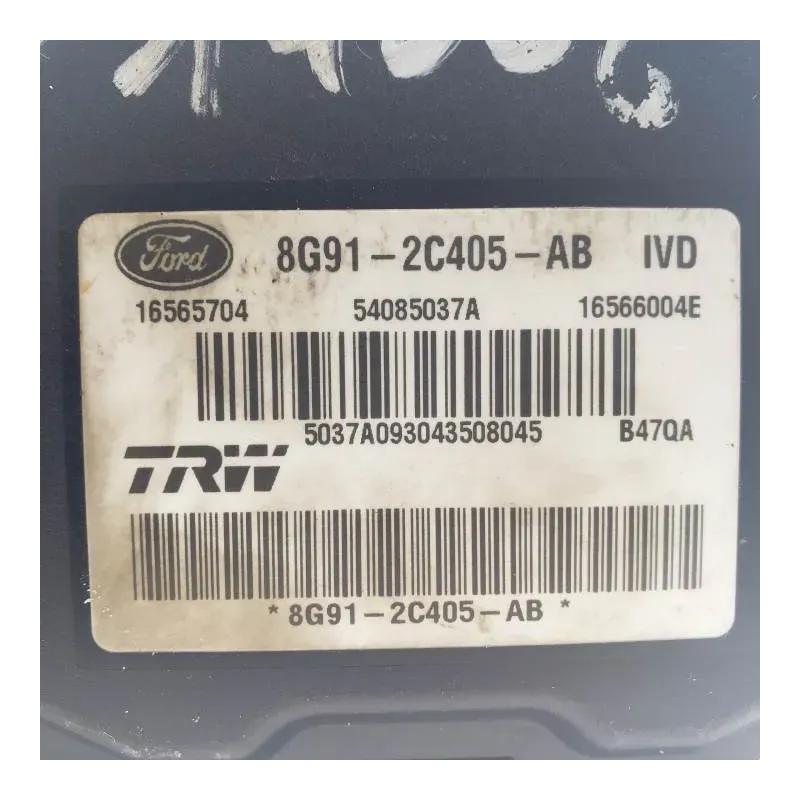 Ford 8G91-2C405-AB IVD
16565704 54085037A 16566004E
5037A093043508045 B47QA
TRW
*8G91-2C405-AB*